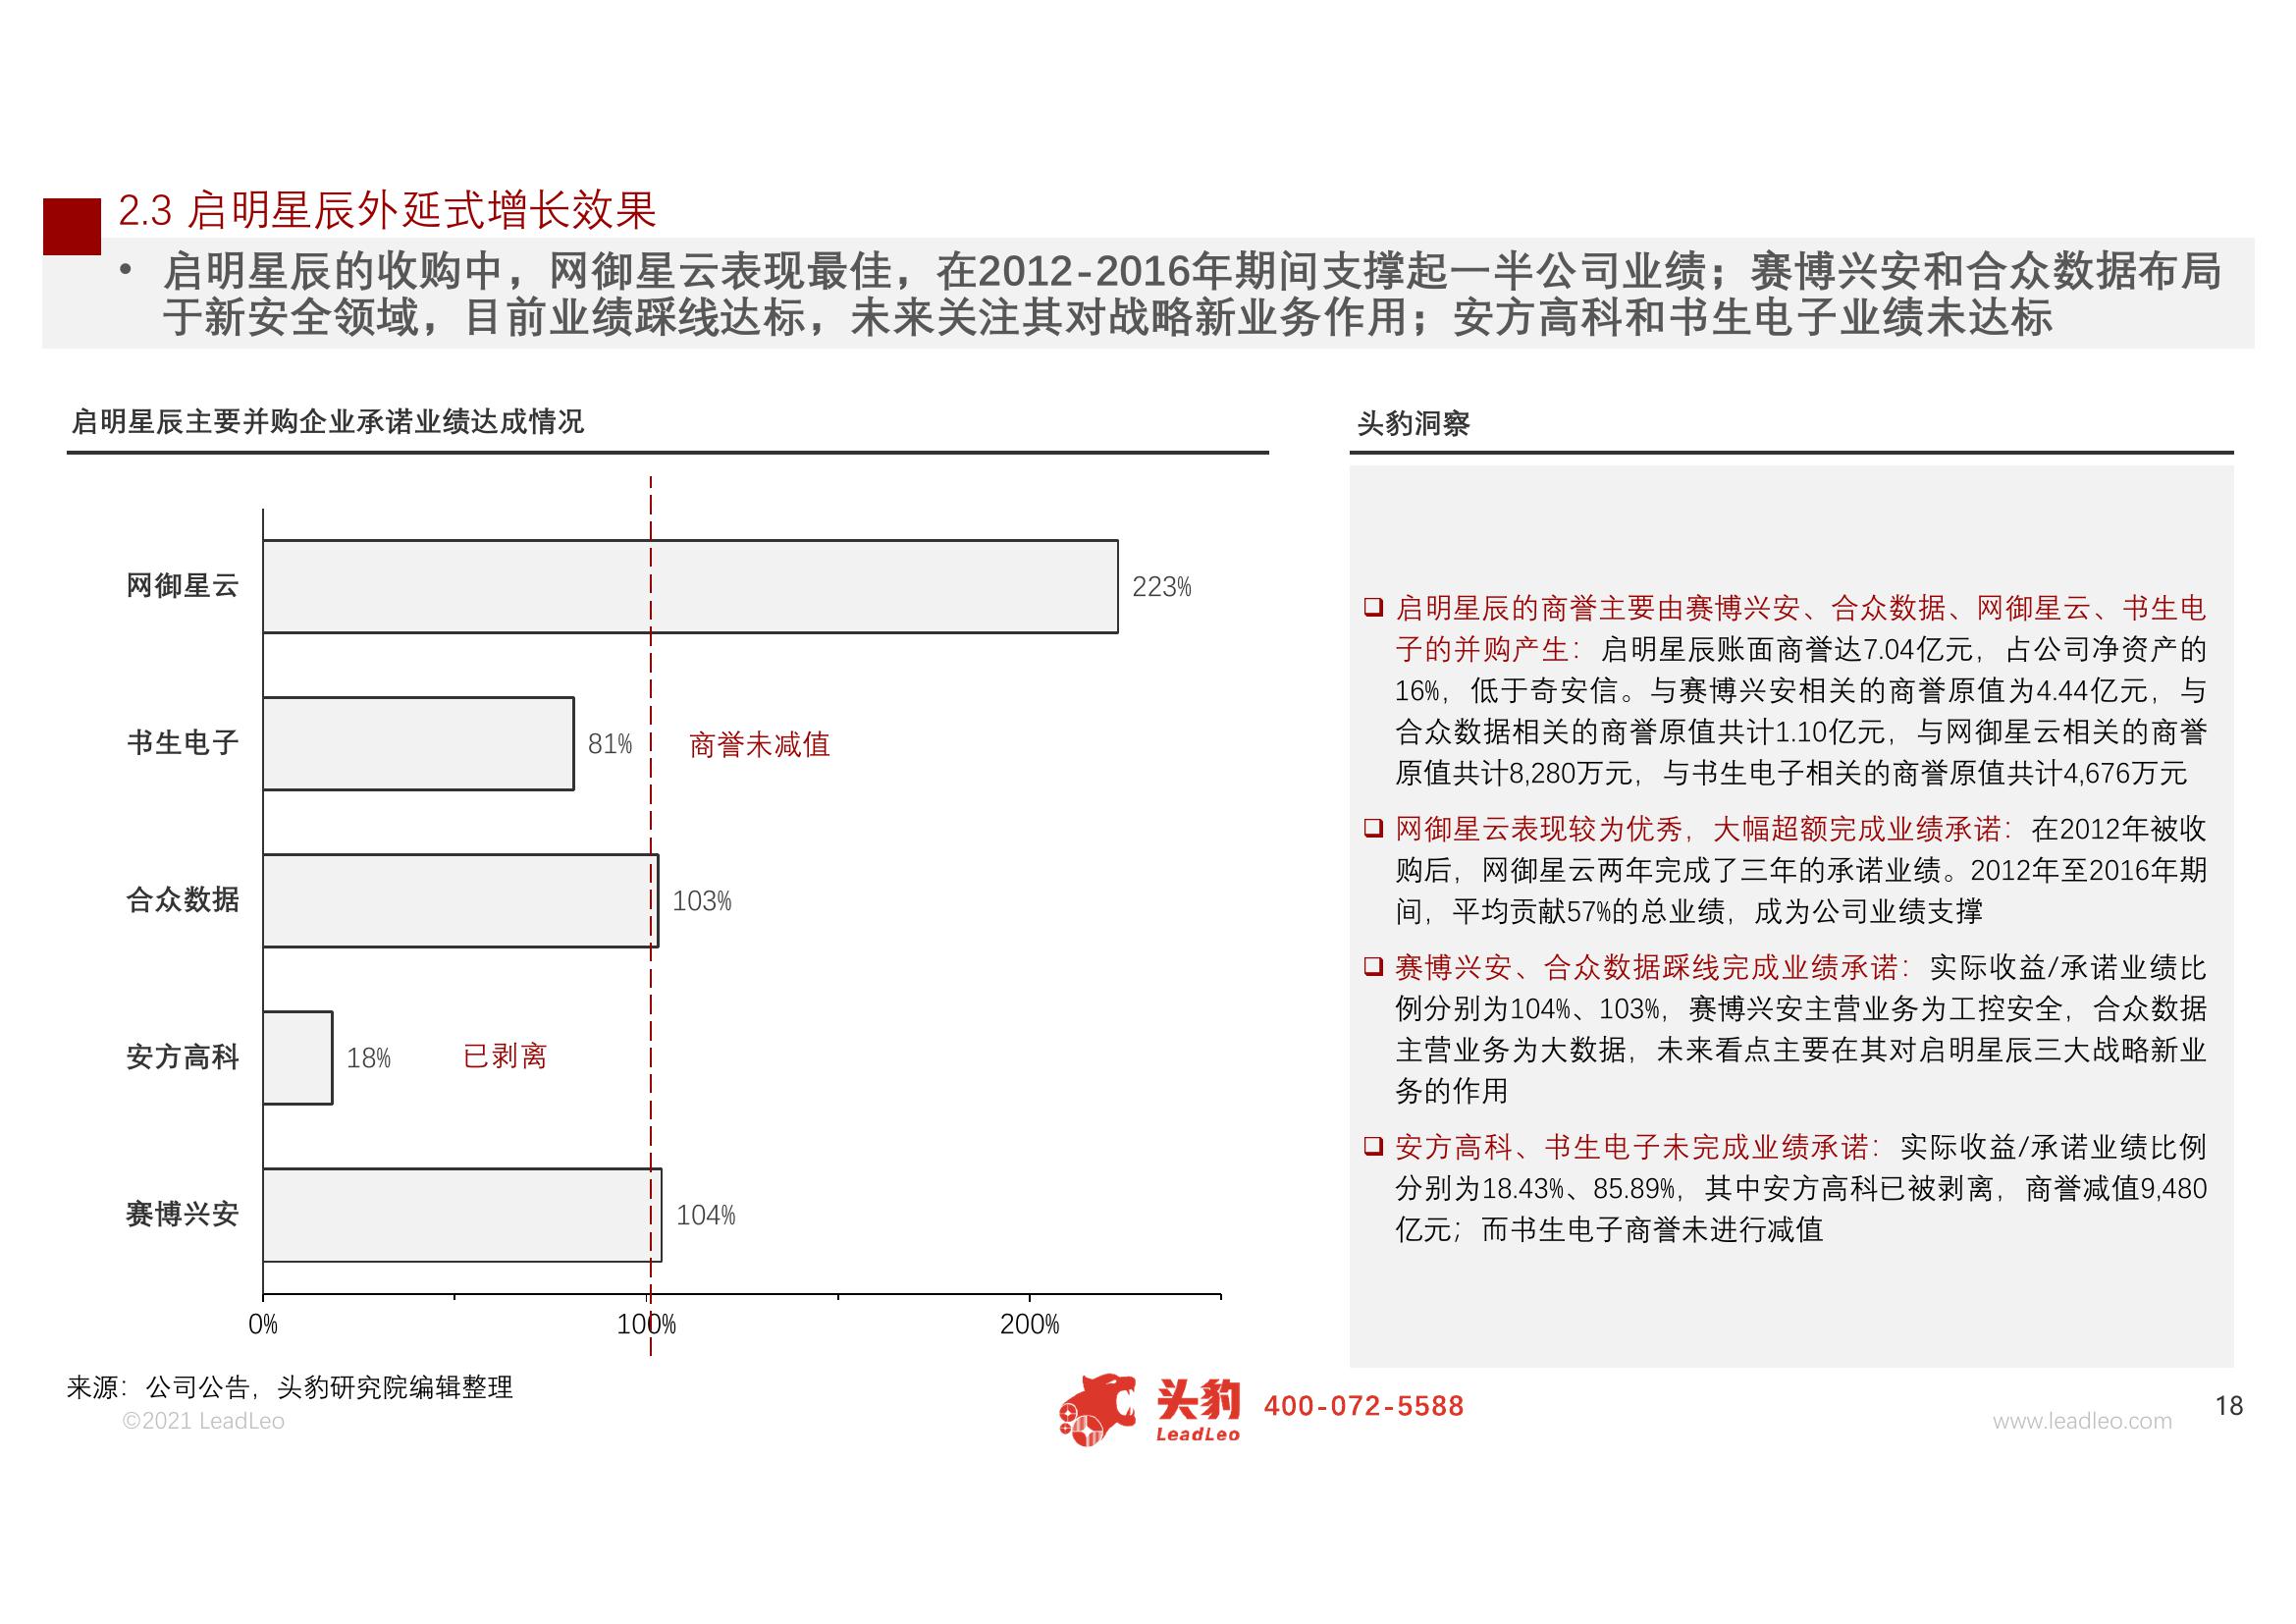 2.3 启明星辰外延式增长效果
• 启明星辰的收购中，网御星云表现最佳，在2012-2016年期间支撑起一半公司业绩；赛博兴安和合众数据布局
于新安全领域，目前业绩踩线达标，未来关注其对战略新业务作用；安方高科和书生电子业绩未达标
启明星辰主要并购企业承诺业绩达成情况
网御星云
223%
书生电子
81%
商誉未减值
合众数据
103%
安方高科
18%
已剥离
赛博兴安
104%
0%
100%
200%
头豹洞察
❑ 启明星辰的商誉主要由赛博兴安、合众数据、网御星云、书生电
子的并购产生：启明星辰账面商誉达7.04亿元，占公司净资产的
16%，低于奇安信。与赛博兴安相关的商誉原值为4.44亿元，与
合众数据相关的商誉原值共计1.10亿元，与网御星云相关的商誉
原值共计8,280万元，与书生电子相关的商誉原值共计4,676万元
❑ 网御星云表现较为优秀，大幅超额完成业绩承诺：在2012年被收
购后，网御星云两年完成了三年的承诺业绩。2012年至2016年期
间，平均贡献57%的总业绩，成为公司业绩支撑
❑ 赛博兴安、合众数据踩线完成业绩承诺：实际收益/承诺业绩比
例分别为104%、103%，赛博兴安主营业务为工控安全，合众数据
主营业务为大数据，未来看点主要在其对启明星辰三大战略新业
务的作用
❑ 安方高科、书生电子未完成业绩承诺：实际收益/承诺业绩比例
分别为18.43%、85.89%，其中安方高科已被剥离，商誉减值9,480
亿元；而书生电子商誉未进行减值
来源：公司公告，头豹研究院编辑整理
©2021 LeadLeo
头豹
LeadLeo
400-072-5588
www.leadleo.com
18